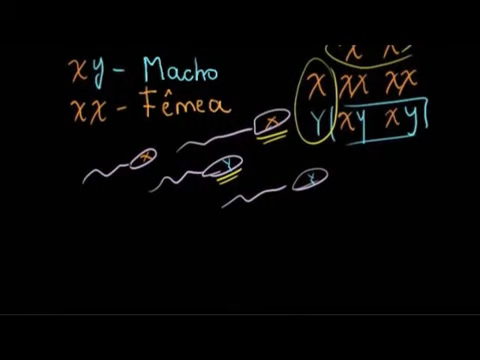 x x
xy - Macho
xx - Fêmea
x xx xx
Y xy xy
x
x
Y
Y